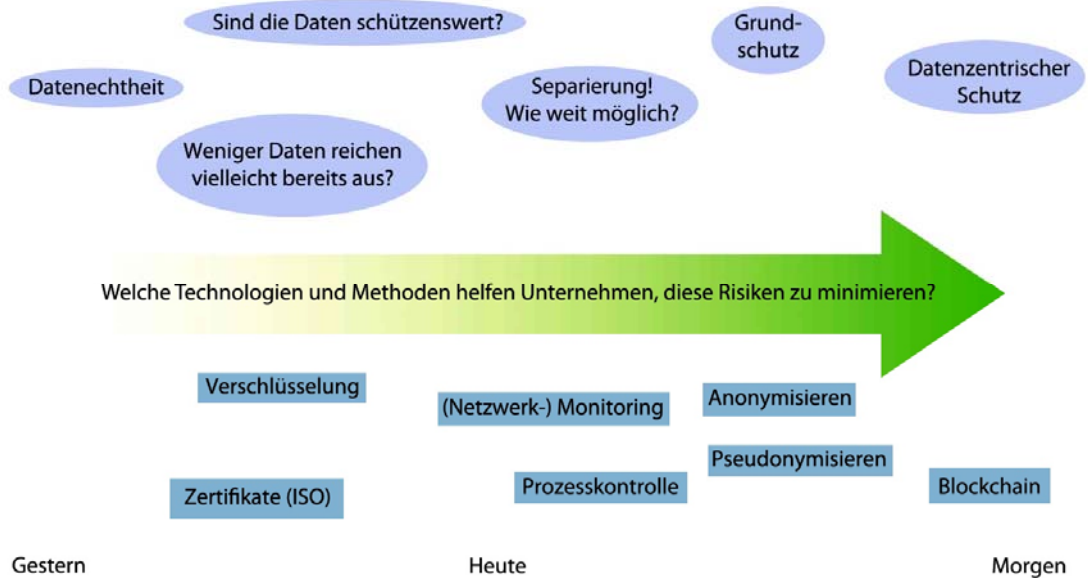 Sind die Daten schützenswert?
Grund-
schutz
Datenechtheit
Separierung!
Wie weit möglich?
Datenzentrischer
Schutz
Weniger Daten reichen
vielleicht bereits aus?
Welche Technologien und Methoden helfen Unternehmen, diese Risiken zu minimieren?
Verschlüsselung
(Netzwerk-) Monitoring
Anonymisieren
Pseudonymisieren
Zertifikate (ISO)
Prozesskontrolle
Blockchain
Gestern
Heute
Morgen